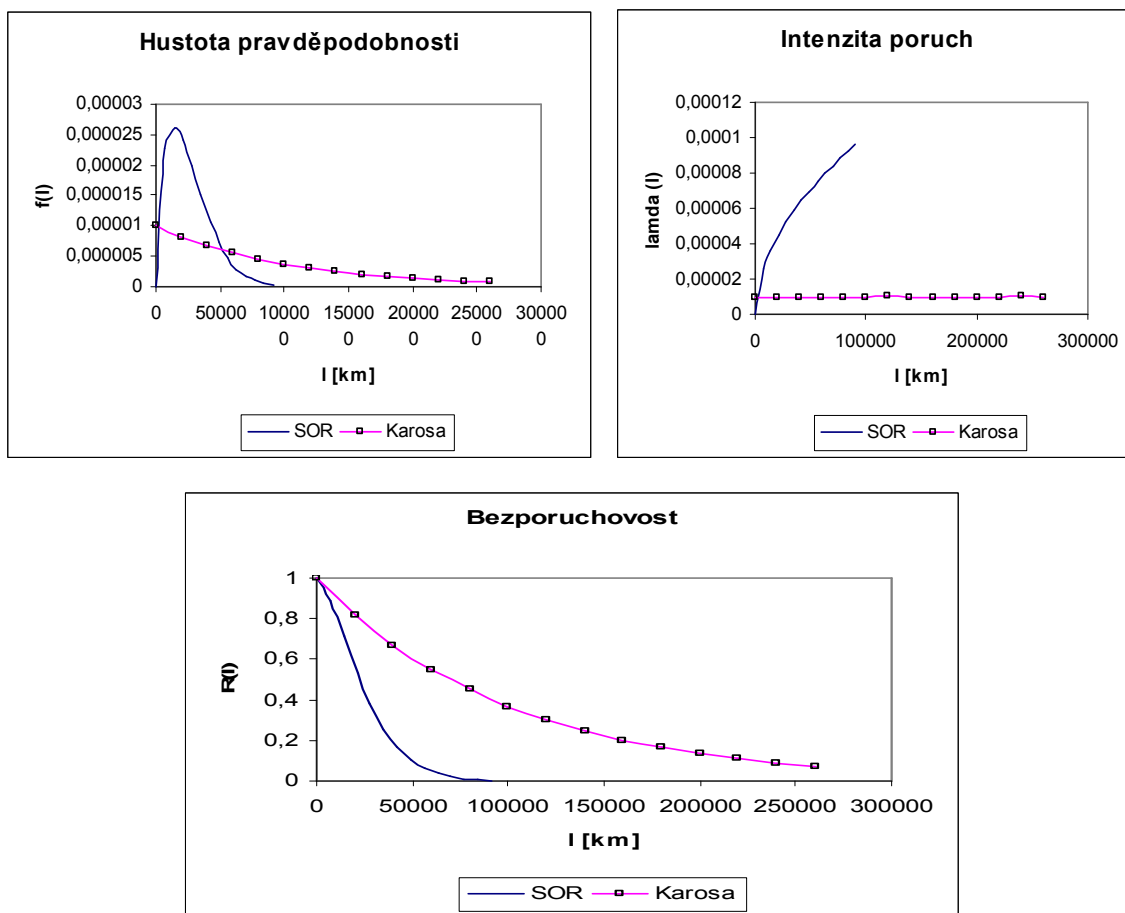 Hustota pravděpodobnosti
0,00003
0,000025
0,00002
0,000015
0,00001
0,000005
0
f(l)
0 50000 10000 15000 20000 25000 30000
0 0 0 0 0
l [km]
SOR Karosa
Intenzita poruch
0,00012
0,0001
0,00008
0,00006
0,00004
0,00002
0
lamda (l)
0 100000 200000 300000
l [km]
SOR Karosa
Bezporuchovost
1
0,8
0,6
0,4
0,2
0
R(l)
0 50000 100000 150000 200000 250000 300000
l [km]
SOR Karosa